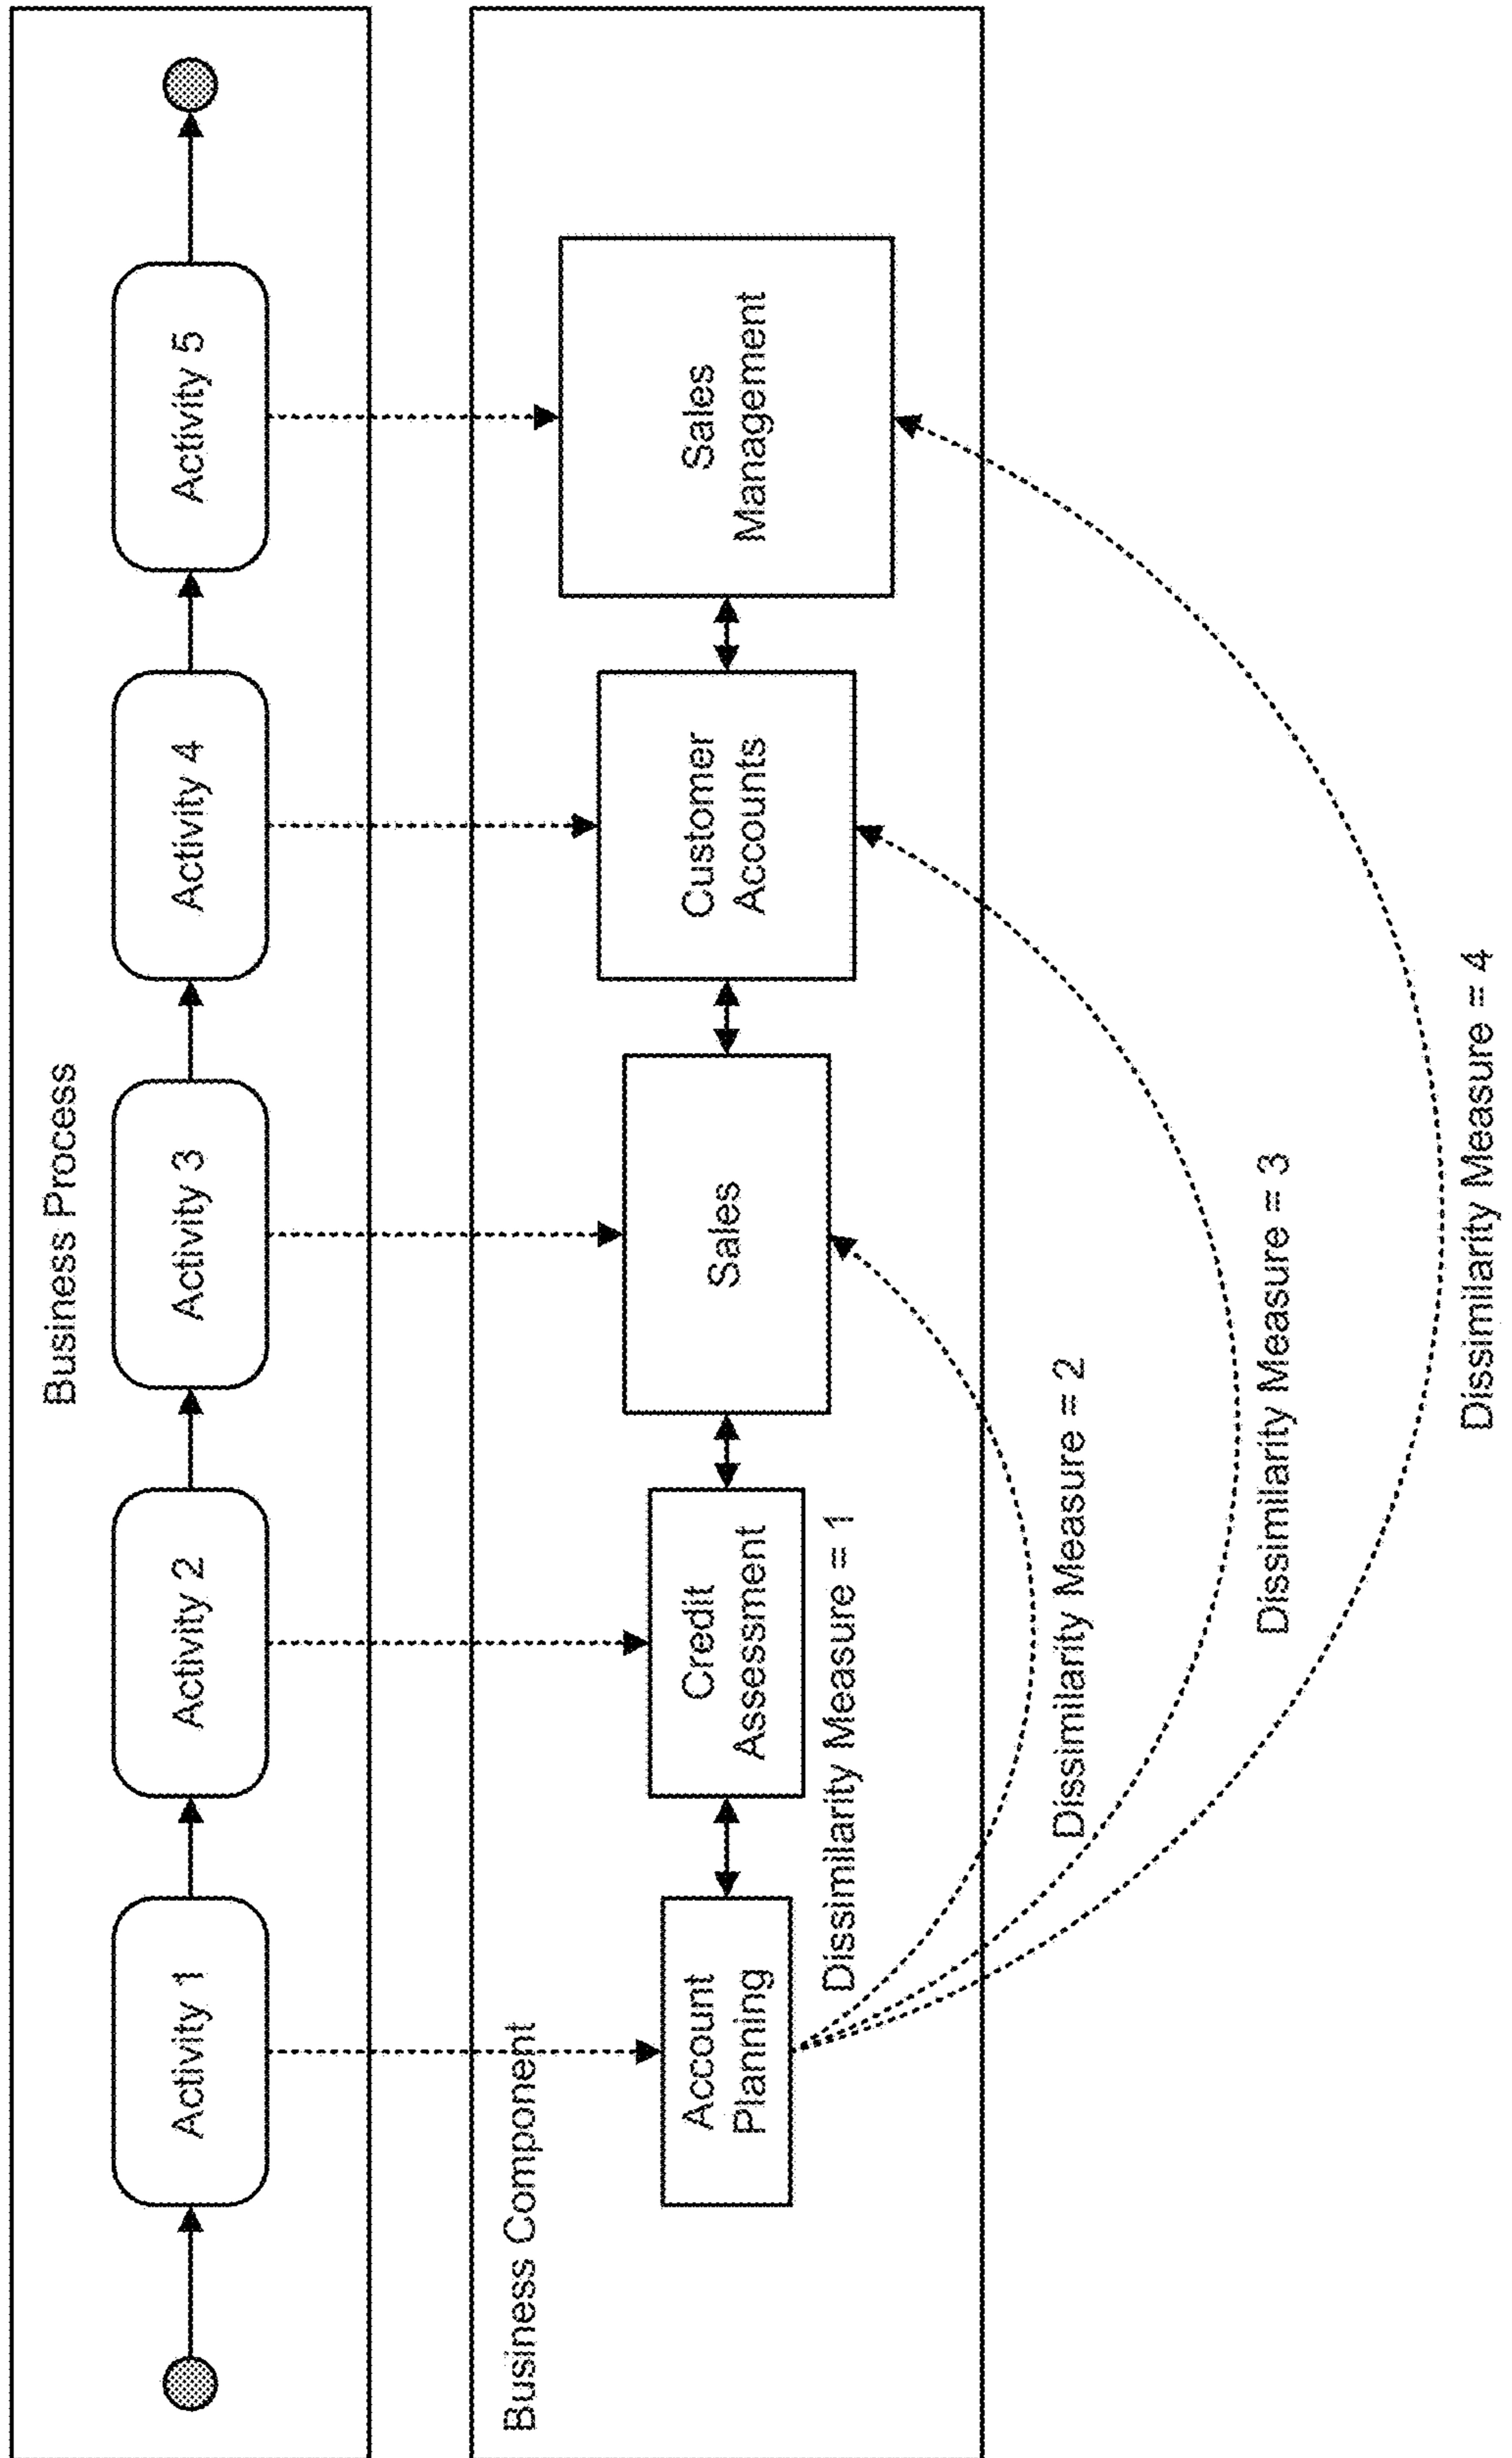 Business Process
Activity 1
Activity 2
Activity 3
Activity 4
Activity 5
Business Component
Account
Planning
Credit
Assessment
Sales
Customer
Accounts
Sales
Management
Dissimilarity Measure = 1
Dissimilarity Measure = 2
Dissimilarity Measure = 3
Dissimilarity Measure = 4